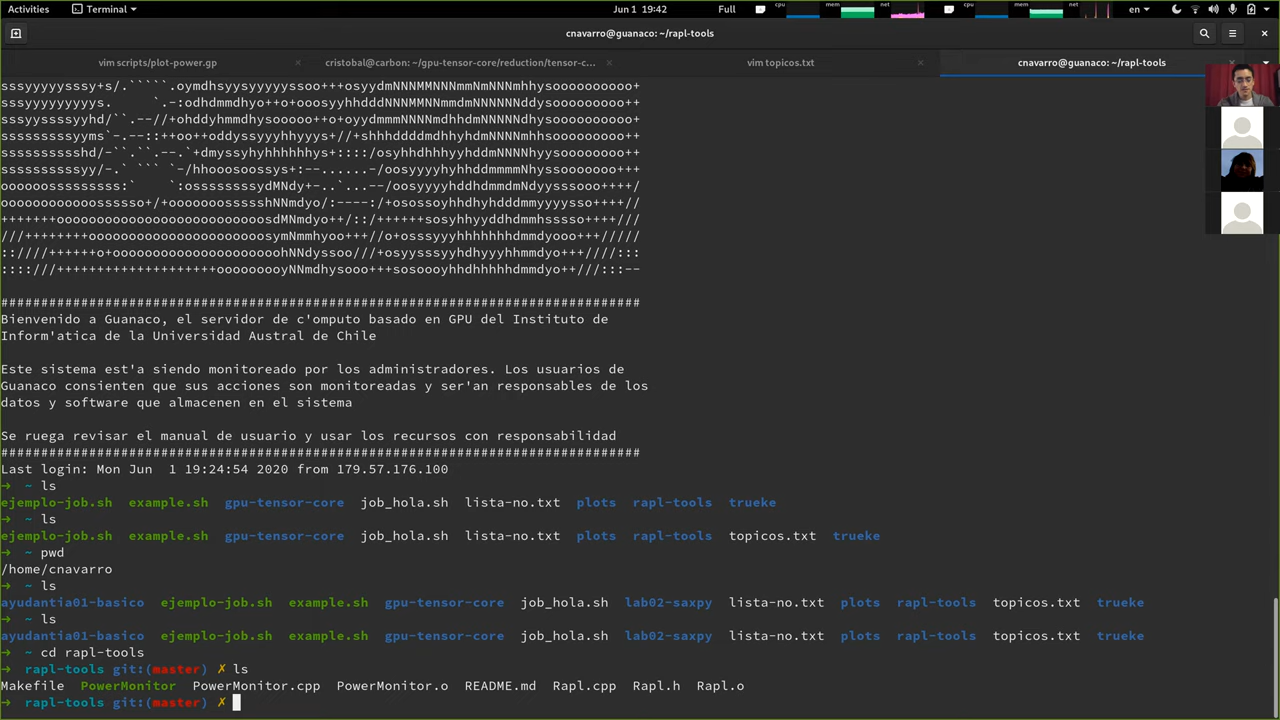 Activities Terminal Jun 1 19:42 Full cpu mem net cpu mem net en
cnavarro@guanaco: ~/rapl-tools
vim scripts/plot-power.gp × cristobal@carbon: ~/gpu-tensor-core/reduction/tensor-c... × vim topicos.txt × cnavarro@guanaco: ~/rapl-tools
################################################################################
Bienvenido a Guanaco, el servidor de c'omputo basado en GPU del Instituto de
Inform'atica de la Universidad Austral de Chile
Este sistema est'a siendo monitoreado por los administradores. Los usuarios de
Guanaco consienten que sus acciones son monitoreadas y ser'an responsables de los
datos y software que almacenen en el sistema
Se ruega revisar el manual de usuario y usar los recursos con responsabilidad
################################################################################
Last login: Mon Jun  1 19:24:54 2020 from 179.57.176.100
→ ~ ls
ejemplo-job.sh example.sh gpu-tensor-core job_hola.sh lista-no.txt plots rapl-tools trueke
→ ~ ls
ejemplo-job.sh example.sh gpu-tensor-core job_hola.sh lista-no.txt plots rapl-tools topicos.txt trueke
→ ~ pwd
/home/cnavarro
→ ~ ls
ayudantia01-basico ejemplo-job.sh example.sh gpu-tensor-core job_hola.sh lab02-saxpy lista-no.txt plots rapl-tools topicos.txt trueke
→ ~ ls
ayudantia01-basico ejemplo-job.sh example.sh gpu-tensor-core job_hola.sh lab02-saxpy lista-no.txt plots rapl-tools topicos.txt trueke
→ ~ cd rapl-tools
→ rapl-tools git:(master) ✗ ls
Makefile PowerMonitor PowerMonitor.cpp PowerMonitor.o README.md Rapl.cpp Rapl.h Rapl.o
→ rapl-tools git:(master) ✗